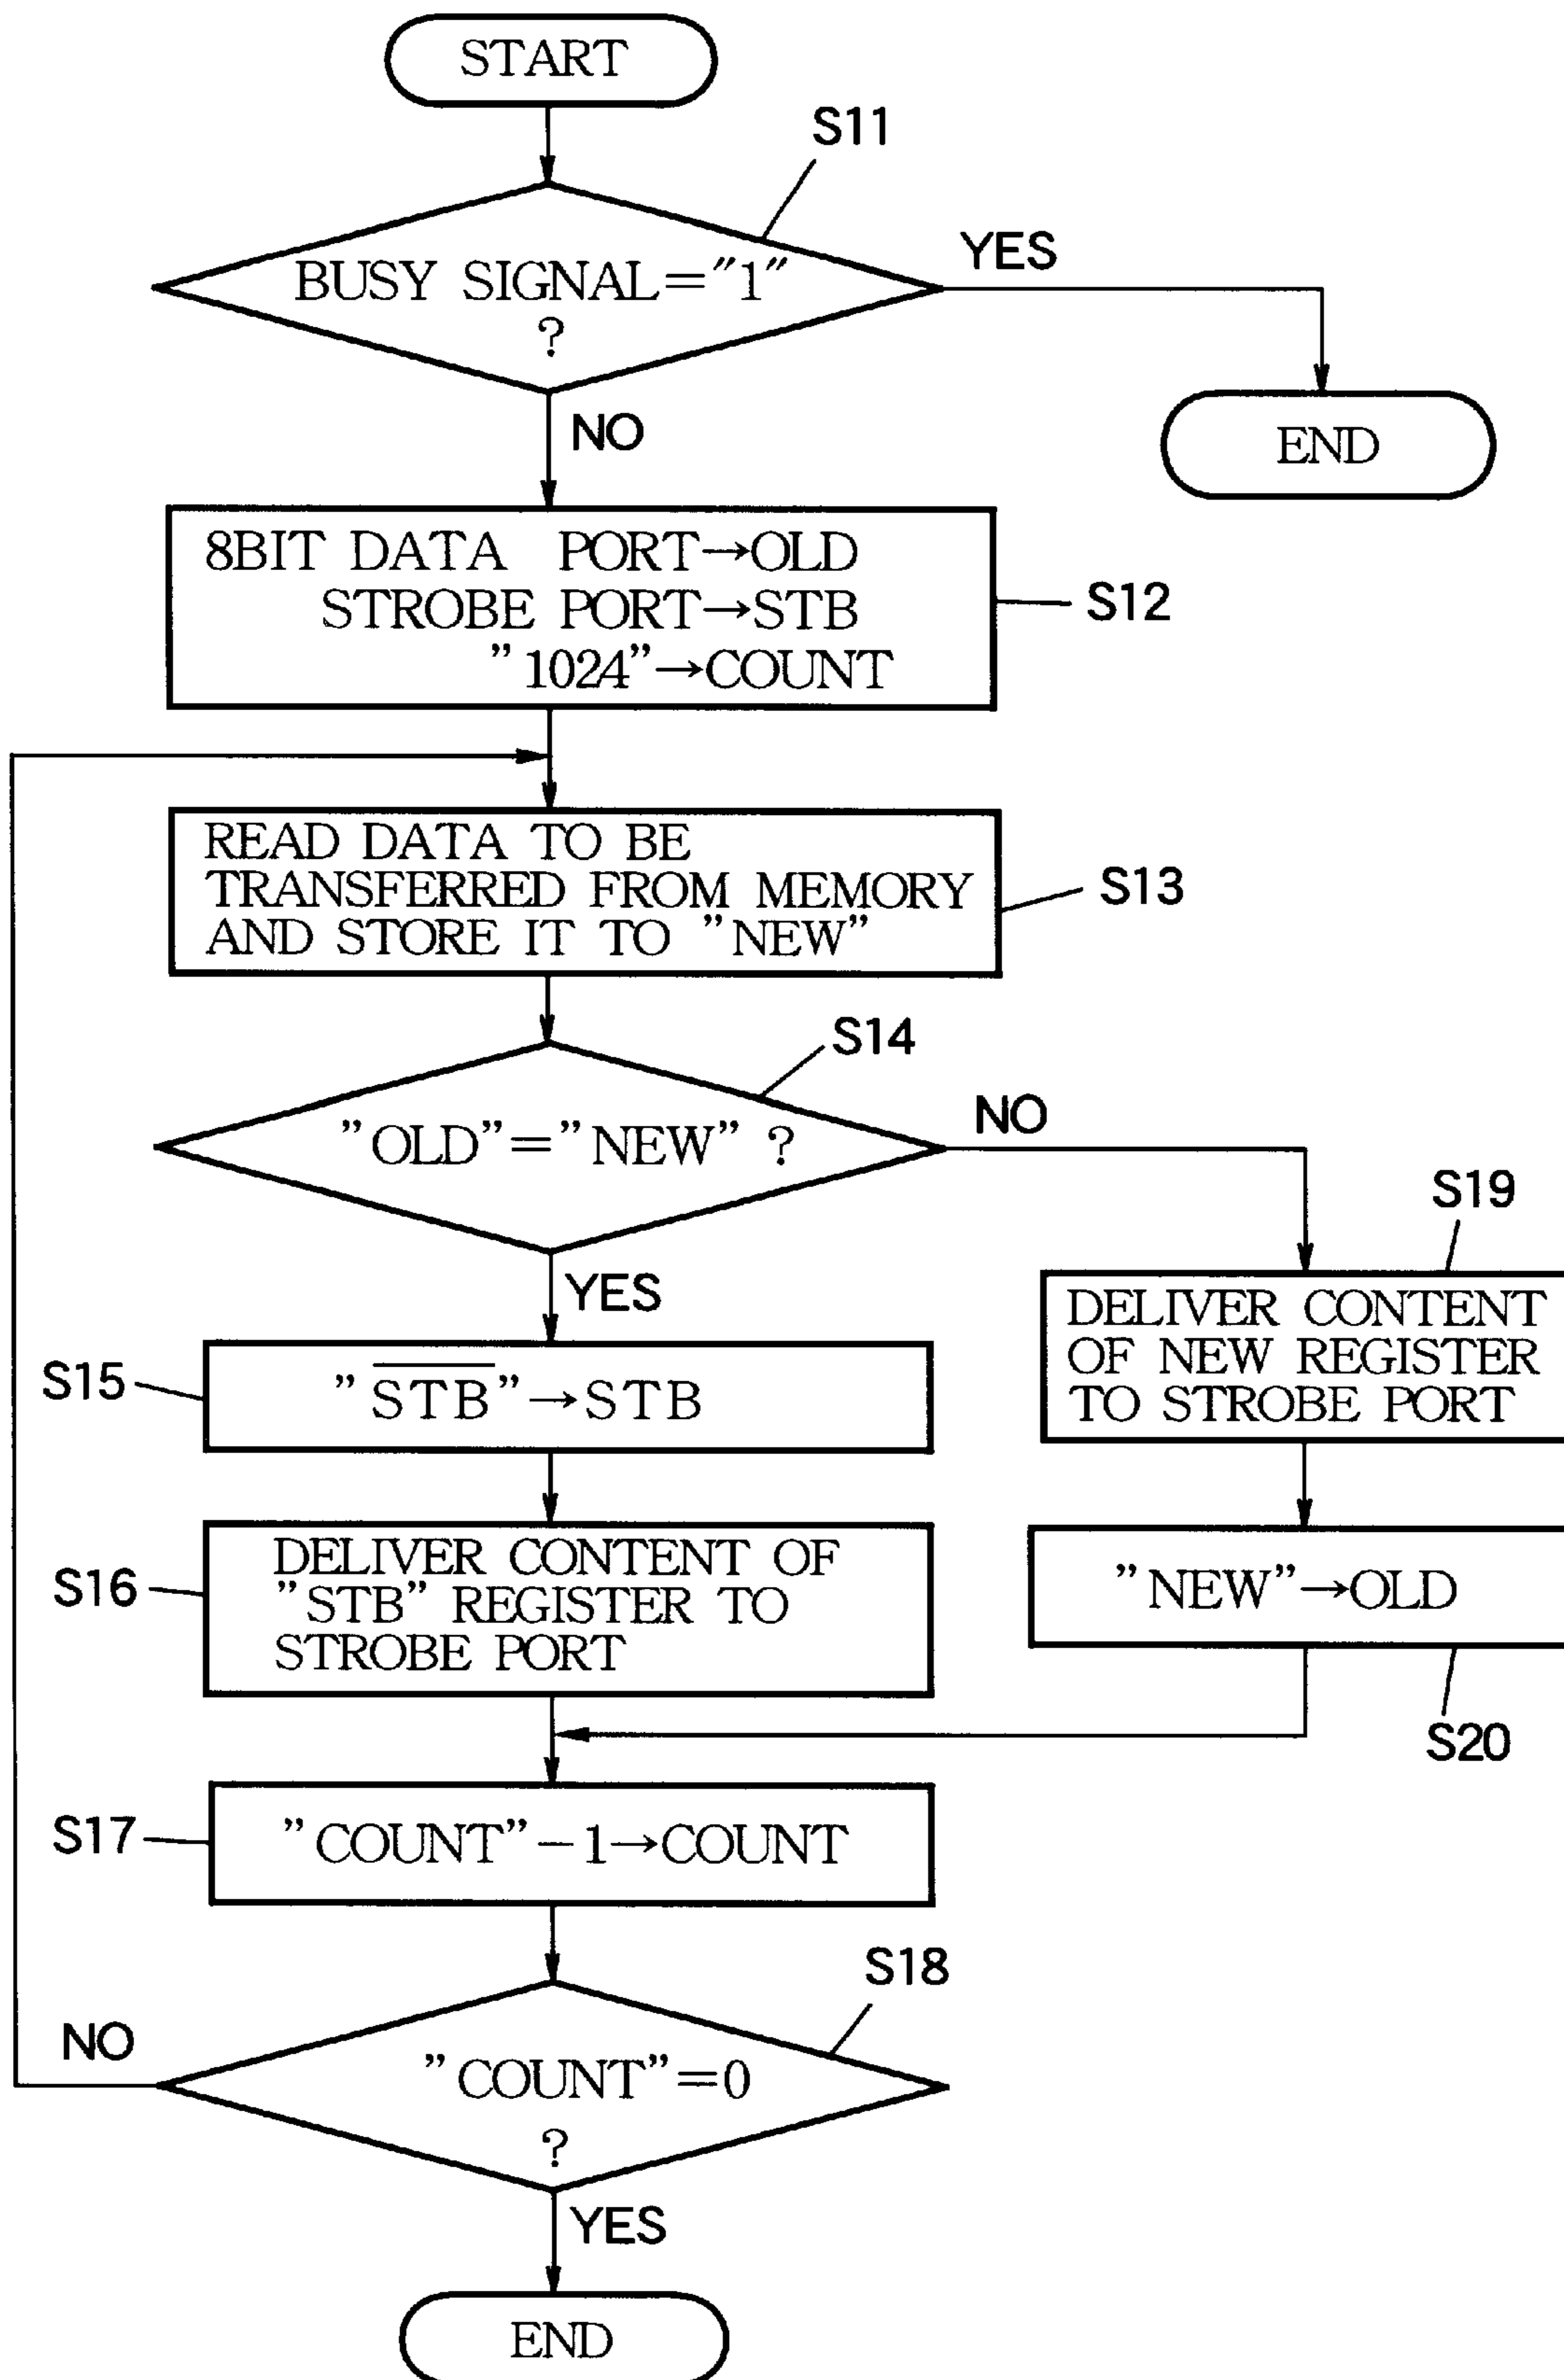 START
S11
BUSY SIGNAL="1"
?
YES
END
NO
8BIT DATA PORT→OLD
STROBE PORT→STB
"1024"→COUNT
S12
READ DATA TO BE
TRANSFERRED FROM MEMORY
AND STORE IT TO "NEW"
S13
S14
"OLD"="NEW" ?
NO
YES
S19
DELIVER CONTENT
OF NEW REGISTER
TO STROBE PORT
S15
"S̅T̅B̅"→STB
S16
DELIVER CONTENT OF
"STB" REGISTER TO
STROBE PORT
"NEW"→OLD
S20
S17
"COUNT"−1→COUNT
S18
NO
"COUNT"=0
?
YES
END